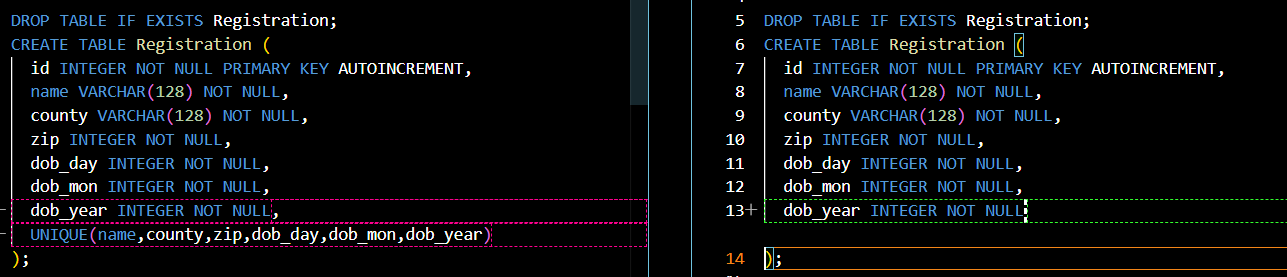 DROP TABLE IF EXISTS Registration;
CREATE TABLE Registration (
id INTEGER NOT NULL PRIMARY KEY AUTOINCREMENT,
name VARCHAR(128) NOT NULL,
county VARCHAR(128) NOT NULL,
zip INTEGER NOT NULL,
dob_day INTEGER NOT NULL,
dob_mon INTEGER NOT NULL,
dob_year INTEGER NOT NULL,
UNIQUE(name,county,zip,dob_day,dob_mon,dob_year)
);
5 DROP TABLE IF EXISTS Registration;
6 CREATE TABLE Registration (
7 id INTEGER NOT NULL PRIMARY KEY AUTOINCREMENT,
8 name VARCHAR(128) NOT NULL,
9 county VARCHAR(128) NOT NULL,
10 zip INTEGER NOT NULL,
11 dob_day INTEGER NOT NULL,
12 dob_mon INTEGER NOT NULL,
13+ dob_year INTEGER NOT NULL
14 );